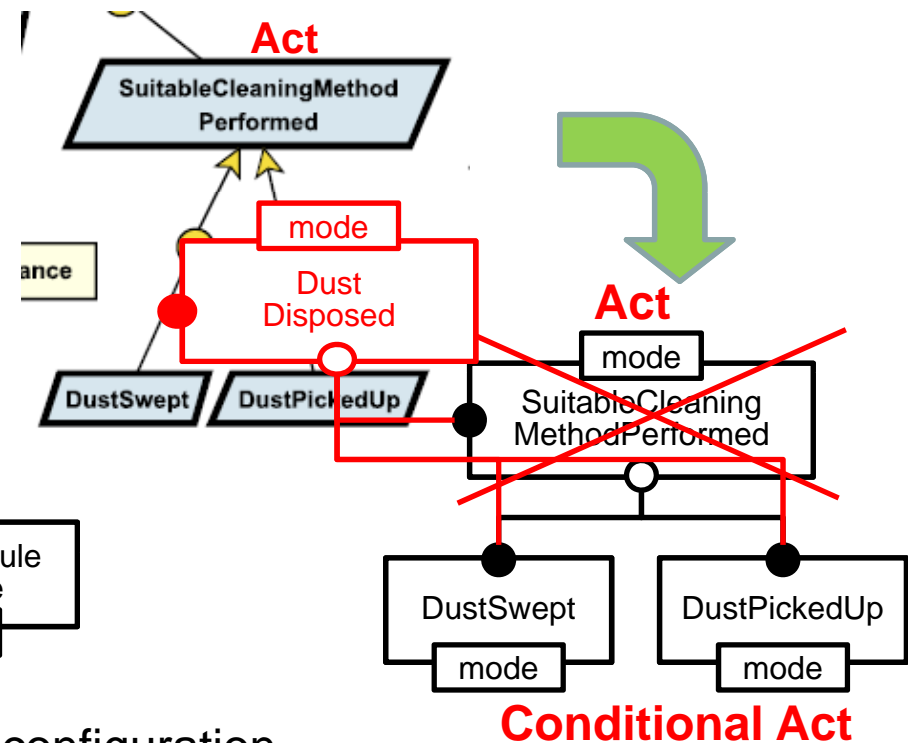 Act
SuitableCleaningMethod
Performed
mode
Dust
Disposed
ance
Act
mode
SuitableCleaning
MethodPerformed
DustSwept
DustPickedUp
ule
e
DustSwept
DustPickedUp
mode
mode
Conditional Act
configuration